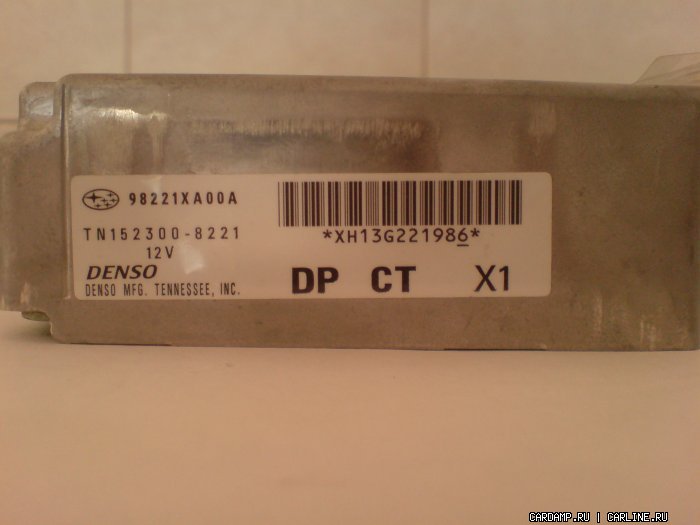 98221XA00A
TN152300-8221
12V
DENSO
DENSO MFG. TENNESSEE, INC.
*XH13G221986*
DP CT X1
CARDAMP.RU | CARLINE.RU